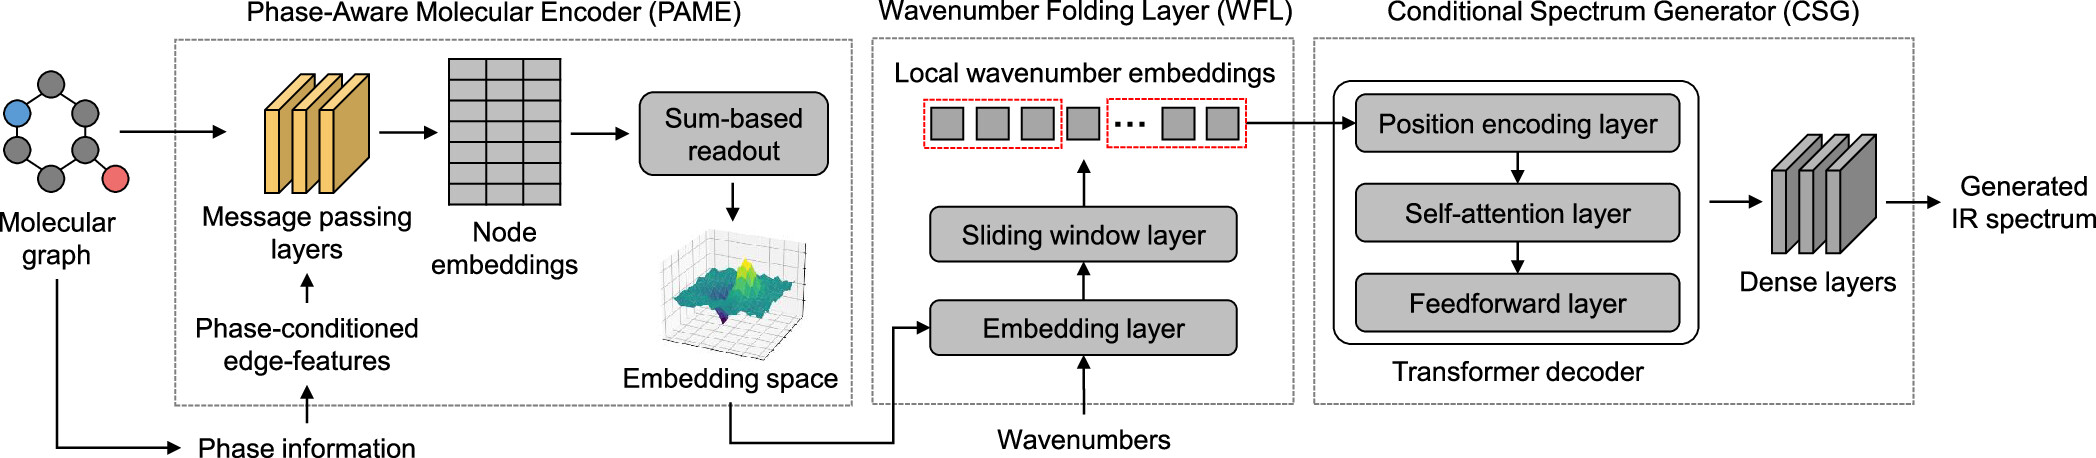 Phase-Aware Molecular Encoder (PAME)
Molecular
graph
Message passing
layers
Phase-conditioned
edge-features
Phase information
Node
embeddings
Sum-based
readout
Embedding space
Wavenumber Folding Layer (WFL)
Local wavenumber embeddings
...
Sliding window layer
Embedding layer
Wavenumbers
Conditional Spectrum Generator (CSG)
Position encoding layer
Self-attention layer
Feedforward layer
Transformer decoder
Dense layers
Generated
IR spectrum